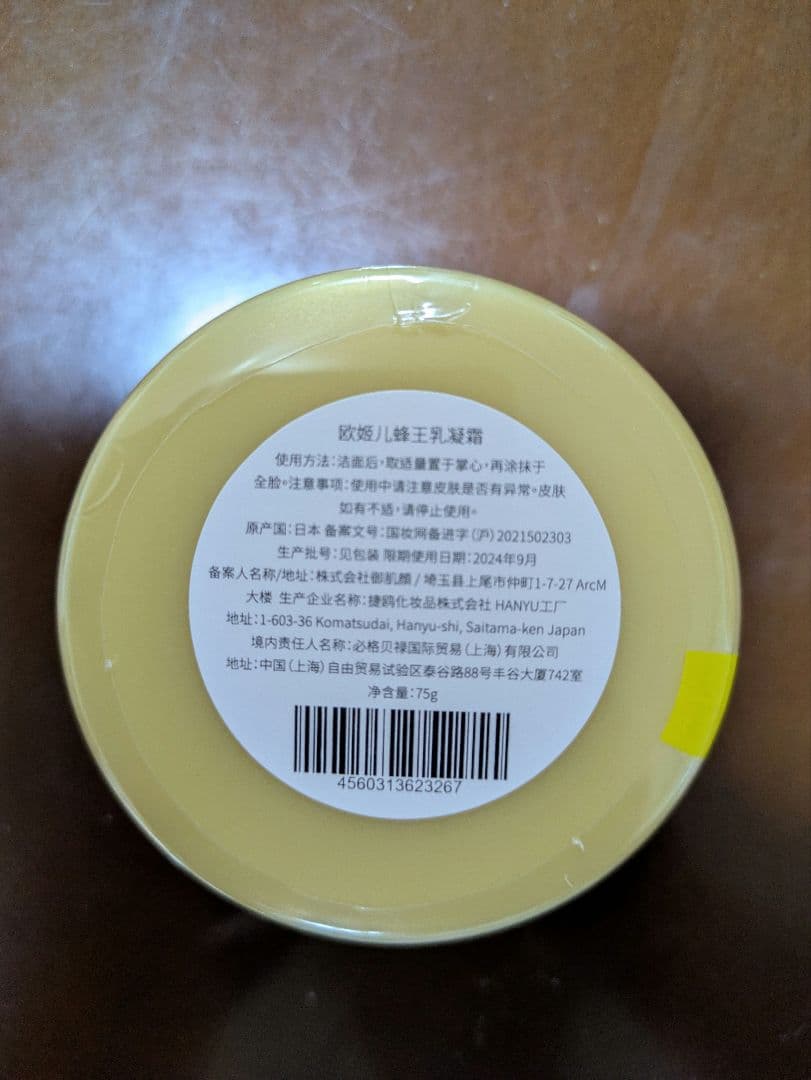 欧姬儿蜂王乳凝霜
使用方法：洁面后，取适量置于掌心，再涂抹于
全脸。注意事项：使用中请注意皮肤是否有异常。皮肤
如有不适，请停止使用。
原产国：日本 备案文号：国妆网备进字（沪）2021502303
生产批号：见包装 限期使用日期：2024年9月
备案人名称/地址：株式会社御肌顔 / 埼玉县上尾市仲町1-7-27 ArcM
大楼 生产企业名称：捷鸥化妆品株式会社 HANYU工厂
地址：1-603-36 Komatsudai, Hanyu-shi, Saitama-ken Japan
境内责任人名称：必格贝禄国际贸易（上海）有限公司
地址：中国（上海）自由贸易试验区泰谷路88号丰谷大厦742室
净含量：75g
4560313623267